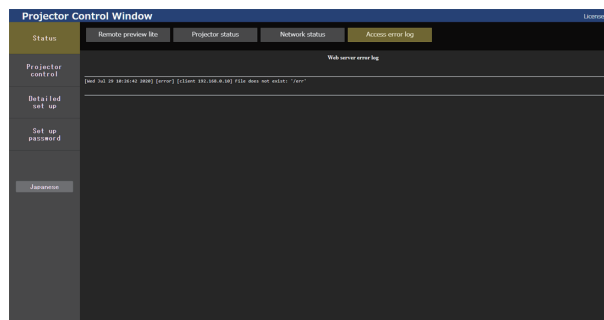 Projector Control Window
License
Status
Remote preview lite
Projector status
Network status
Access error log
Web server error log
[Wed Jul 29 10:26:42 2020] [error] [client 192.168.0.10] File does not exist: '/err'
Projector
control
Detailed
set up
Set up
password
Japanese